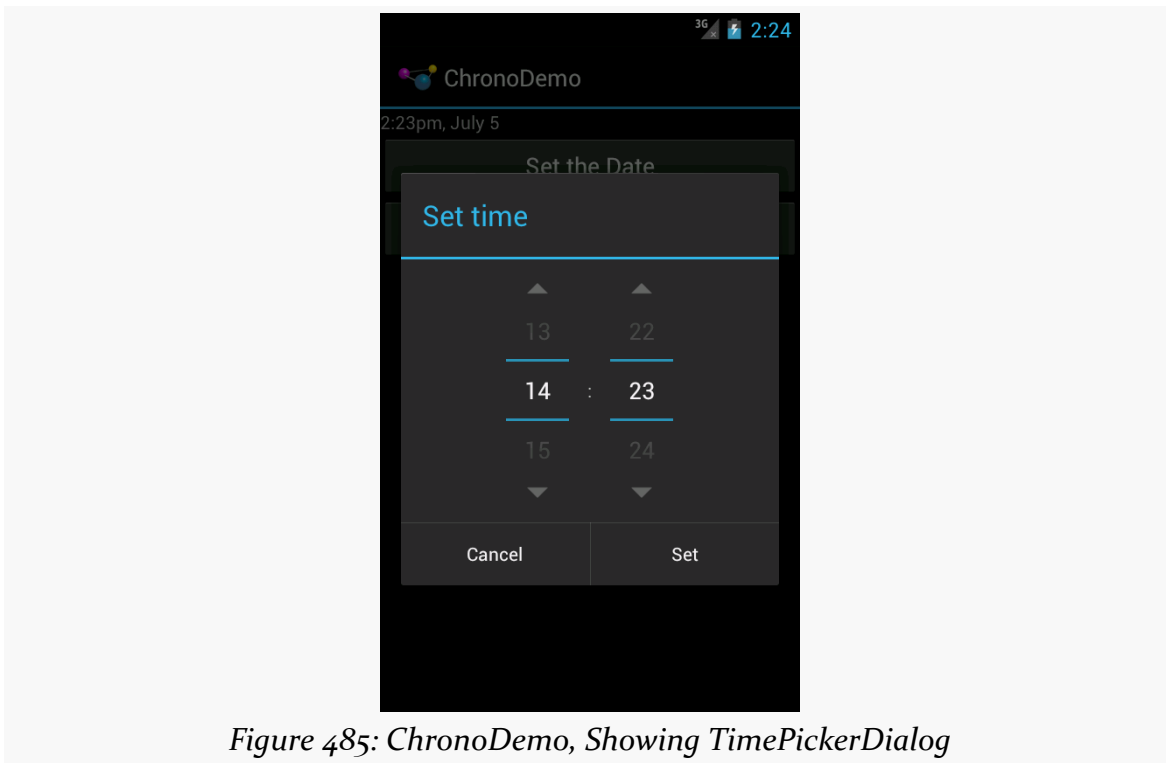 3G 2:24
ChronoDemo
2:23pm, July 5
Set the Date
Set time
13 22
14 : 23
15 24
Cancel Set
Figure 485: ChronoDemo, Showing TimePickerDialog